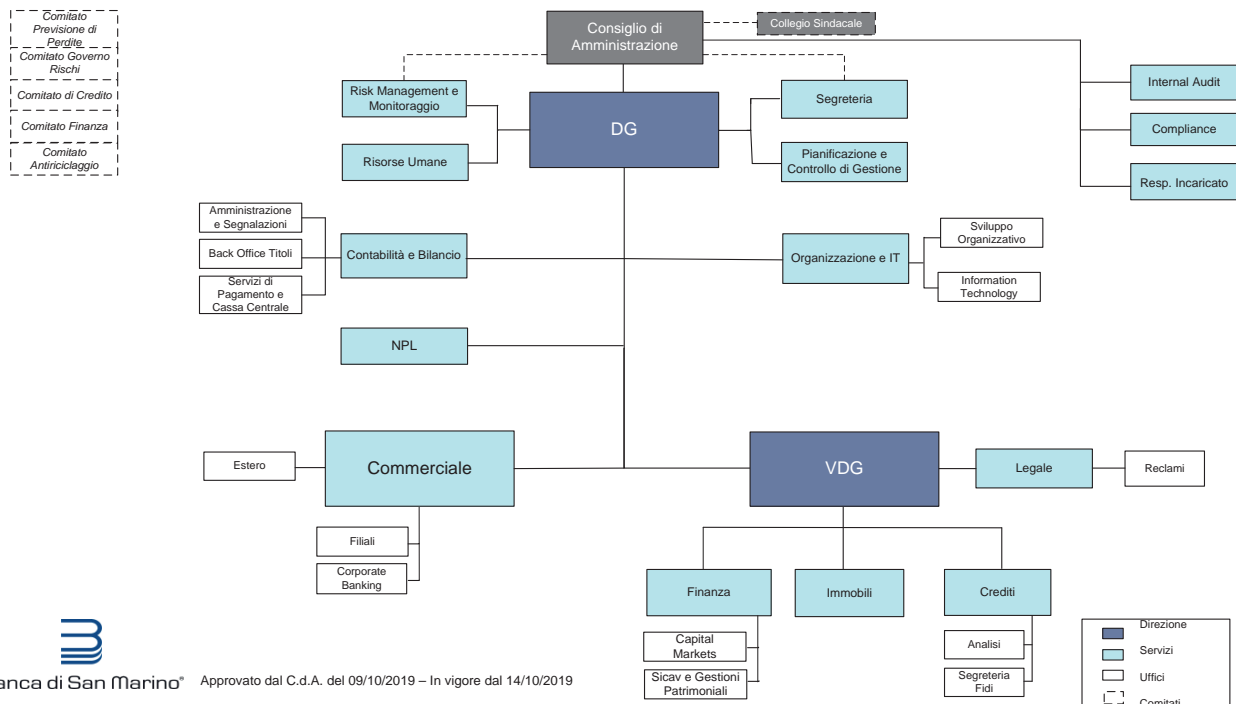 Comitato
Previsione di
Perdite
Comitato Governo
Rischi
Comitato di Credito
Comitato Finanza
Comitato
Antiriciclaggio
Consiglio di
Amministrazione
Collegio Sindacale
Risk Management e
Monitoraggio
Risorse Umane
DG
Segreteria
Pianificazione e
Controllo di Gestione
Internal Audit
Compliance
Resp. Incaricato
Amministrazione
e Segnalazioni
Back Office Titoli
Servizi di
Pagamento e
Cassa Centrale
Contabilità e Bilancio
Organizzazione e IT
Sviluppo
Organizzativo
Information
Technology
NPL
Estero
Commerciale
Filiali
Corporate
Banking
VDG
Legale
Reclami
Finanza
Immobili
Crediti
Capital
Markets
Sicav e Gestioni
Patrimoniali
Analisi
Segreteria
Fidi
Direzione
Servizi
Uffici
Comitati
anca di San Marino®
Approvato dal C.d.A. del 09/10/2019 – In vigore dal 14/10/2019